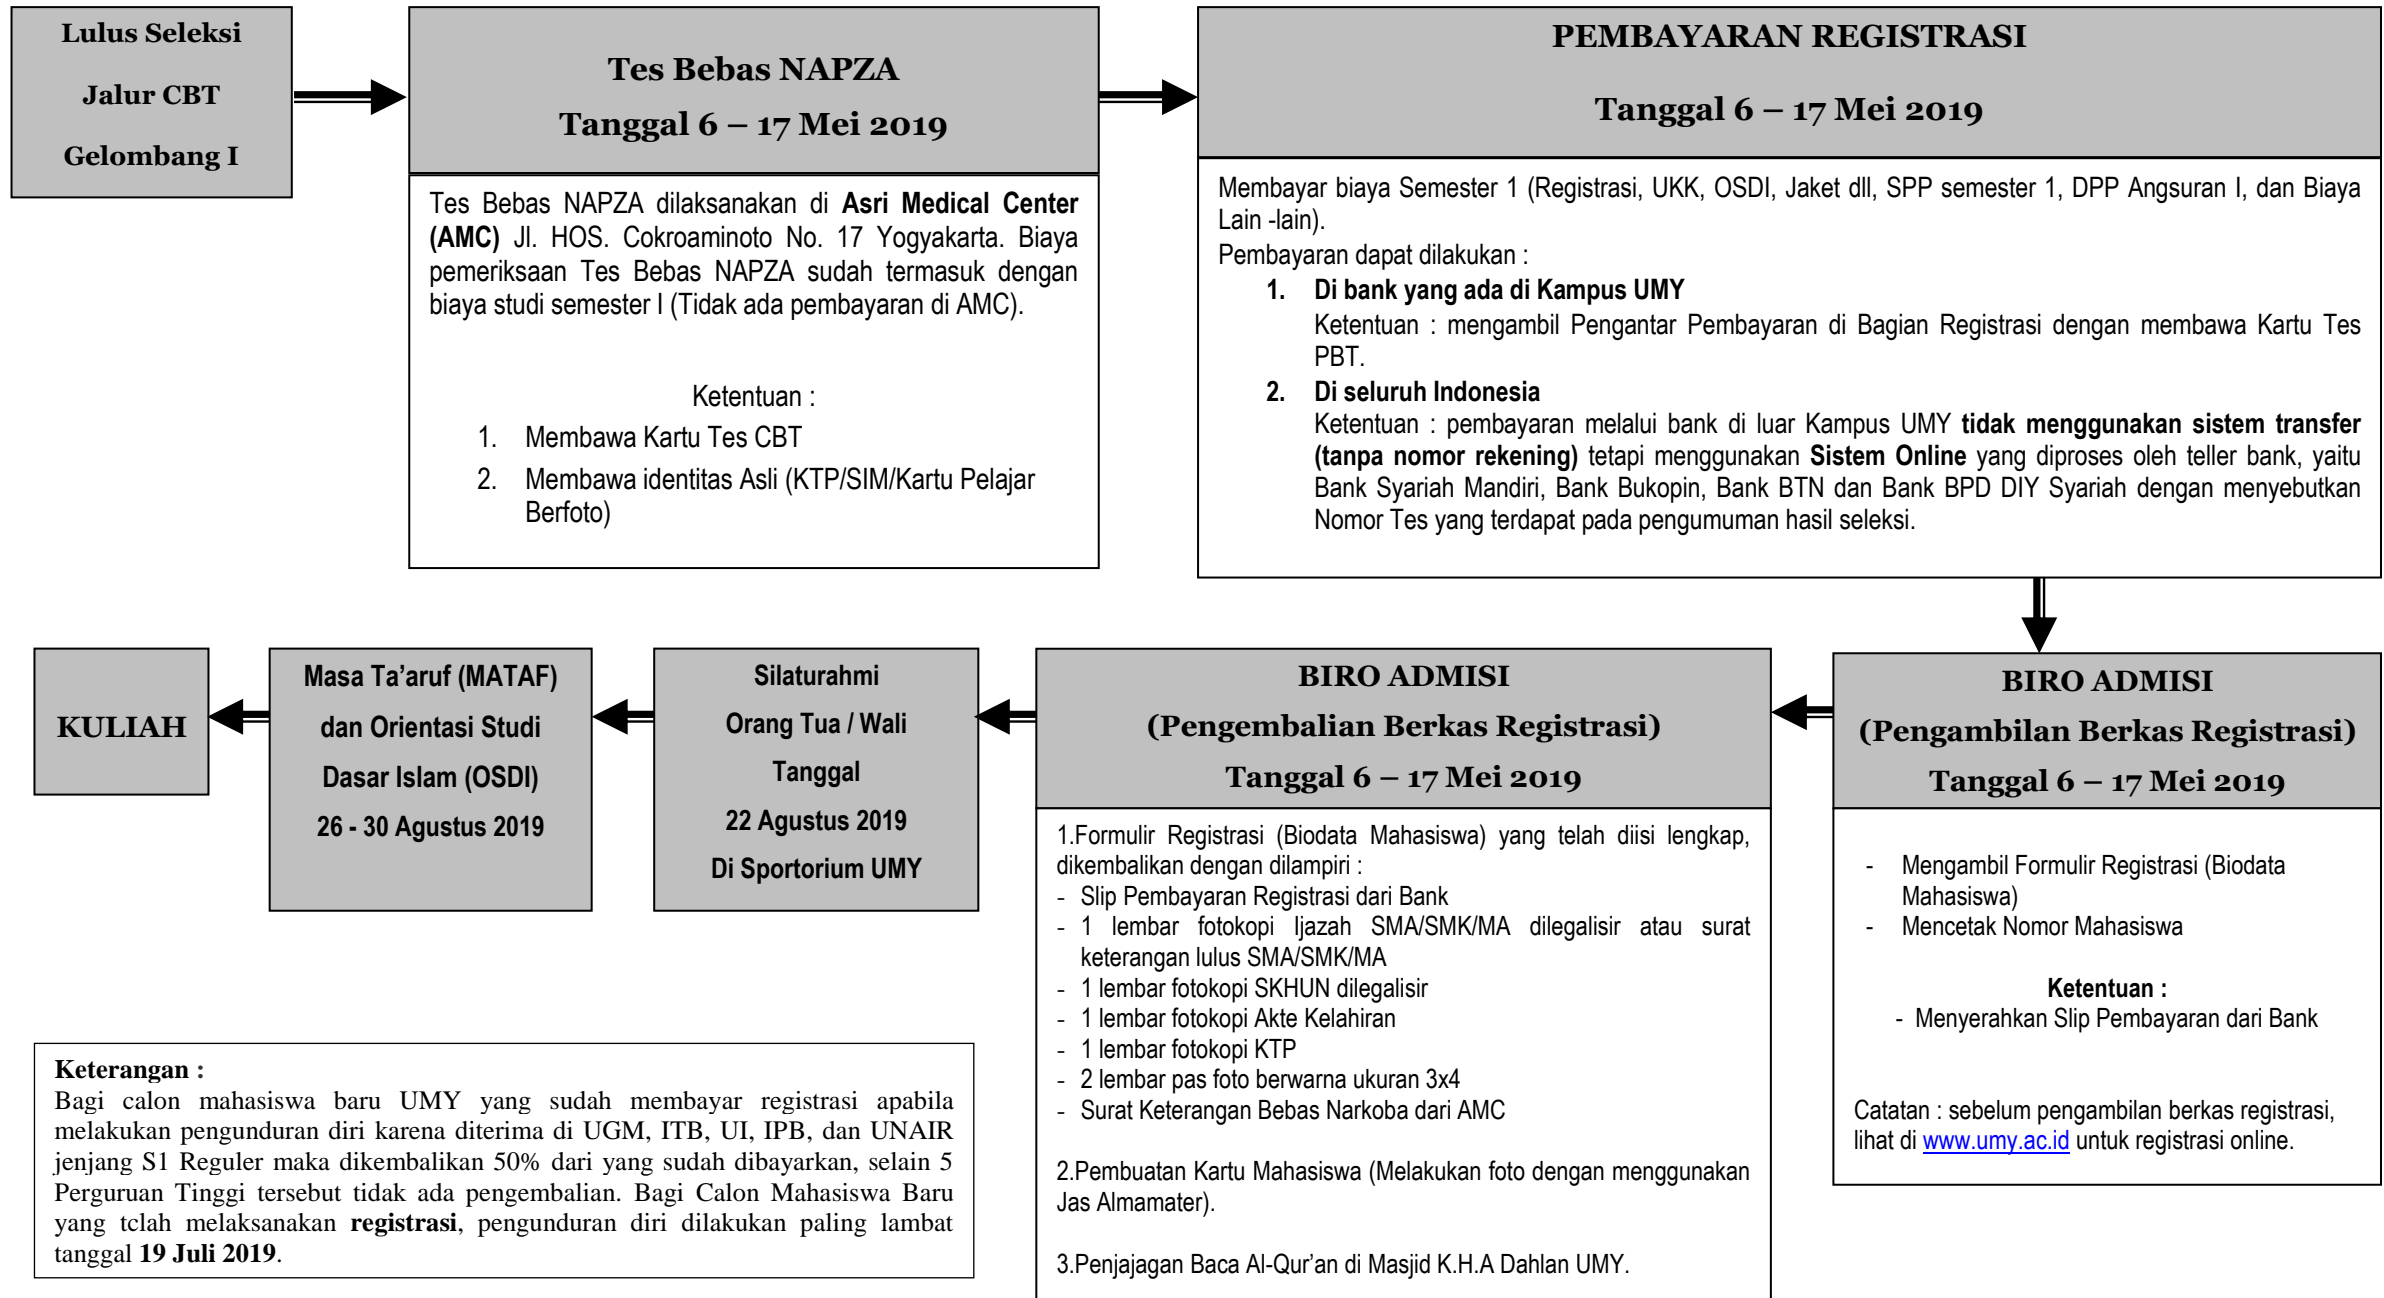 Lulus Seleksi
Jalur CBT
Gelombang I
Tes Bebas NAPZA
Tanggal 6 – 17 Mei 2019
Tes Bebas NAPZA dilaksanakan di Asri Medical Center
(AMC) Jl. HOS. Cokroaminoto No. 17 Yogyakarta. Biaya
pemeriksaan Tes Bebas NAPZA sudah termasuk dengan
biaya studi semester I (Tidak ada pembayaran di AMC).
Ketentuan :
1. Membawa Kartu Tes CBT
2. Membawa identitas Asli (KTP/SIM/Kartu Pelajar
Berfoto)
PEMBAYARAN REGISTRASI
Tanggal 6 – 17 Mei 2019
Membayar biaya Semester 1 (Registrasi, UKK, OSDI, Jaket dll, SPP semester 1, DPP Angsuran I, dan Biaya
Lain -lain).
Pembayaran dapat dilakukan :
1. Di bank yang ada di Kampus UMY
Ketentuan : mengambil Pengantar Pembayaran di Bagian Registrasi dengan membawa Kartu Tes
PBT.
2. Di seluruh Indonesia
Ketentuan : pembayaran melalui bank di luar Kampus UMY tidak menggunakan sistem transfer
(tanpa nomor rekening) tetapi menggunakan Sistem Online yang diproses oleh teller bank, yaitu
Bank Syariah Mandiri, Bank Bukopin, Bank BTN dan Bank BPD DIY Syariah dengan menyebutkan
Nomor Tes yang terdapat pada pengumuman hasil seleksi.
BIRO ADMISI
(Pengambilan Berkas Registrasi)
Tanggal 6 – 17 Mei 2019
- Mengambil Formulir Registrasi (Biodata
Mahasiswa)
- Mencetak Nomor Mahasiswa
Ketentuan :
- Menyerahkan Slip Pembayaran dari Bank
Catatan : sebelum pengambilan berkas registrasi,
lihat di www.umy.ac.id untuk registrasi online.
BIRO ADMISI
(Pengembalian Berkas Registrasi)
Tanggal 6 – 17 Mei 2019
1.Formulir Registrasi (Biodata Mahasiswa) yang telah diisi lengkap,
dikembalikan dengan dilampiri :
- Slip Pembayaran Registrasi dari Bank
- 1 lembar fotokopi Ijazah SMA/SMK/MA dilegalisir atau surat
keterangan lulus SMA/SMK/MA
- 1 lembar fotokopi SKHUN dilegalisir
- 1 lembar fotokopi Akte Kelahiran
- 1 lembar fotokopi KTP
- 2 lembar pas foto berwarna ukuran 3x4
- Surat Keterangan Bebas Narkoba dari AMC
2.Pembuatan Kartu Mahasiswa (Melakukan foto dengan menggunakan
Jas Almamater).
3.Penjajagan Baca Al-Qur'an di Masjid K.H.A Dahlan UMY.
Silaturahmi
Orang Tua / Wali
Tanggal
22 Agustus 2019
Di Sportorium UMY
Masa Ta'aruf (MATAF)
dan Orientasi Studi
Dasar Islam (OSDI)
26 - 30 Agustus 2019
KULIAH
Keterangan :
Bagi calon mahasiswa baru UMY yang sudah membayar registrasi apabila
melakukan pengunduran diri karena diterima di UGM, ITB, UI, IPB, dan UNAIR
jenjang S1 Reguler maka dikembalikan 50% dari yang sudah dibayarkan, selain 5
Perguruan Tinggi tersebut tidak ada pengembalian. Bagi Calon Mahasiswa Baru
yang tclah melaksanakan registrasi, pengunduran diri dilakukan paling lambat
tanggal 19 Juli 2019.